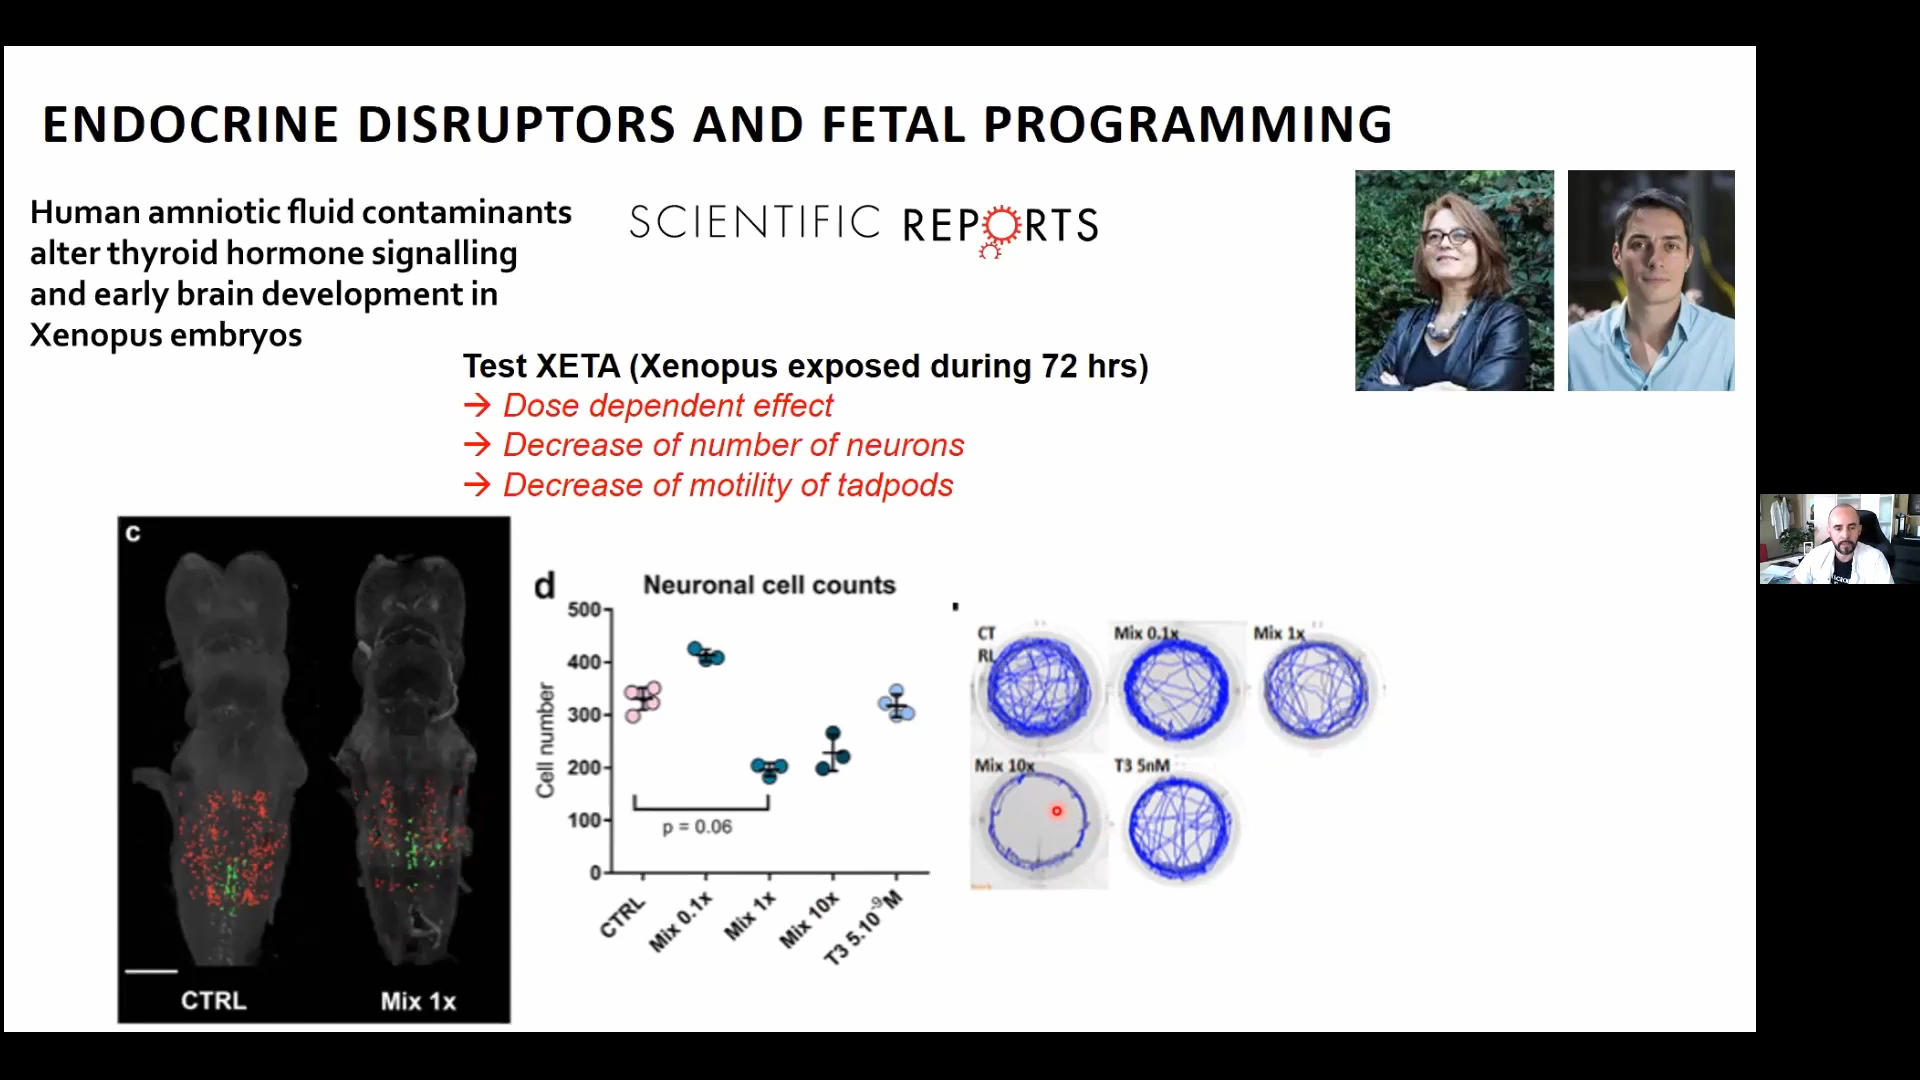 ENDOCRINE DISRUPTORS AND FETAL PROGRAMMING
Human amniotic fluid contaminants
alter thyroid hormone signalling
and early brain development in
Xenopus embryos
SCIENTIFIC REPORTS
Test XETA (Xenopus exposed during 72 hrs)
→ Dose dependent effect
→ Decrease of number of neurons
→ Decrease of motility of tadpods
c
CTRL
Mix 1x
d
Neuronal cell counts
Cell number
500
400
300
200
100
0
p = 0.06
CTRL
Mix 0.1x
Mix 1x
Mix 10x
T3 5.10⁻⁹M
CT
RL
Mix 0.1x
Mix 1x
Mix 10x
T3 5nM